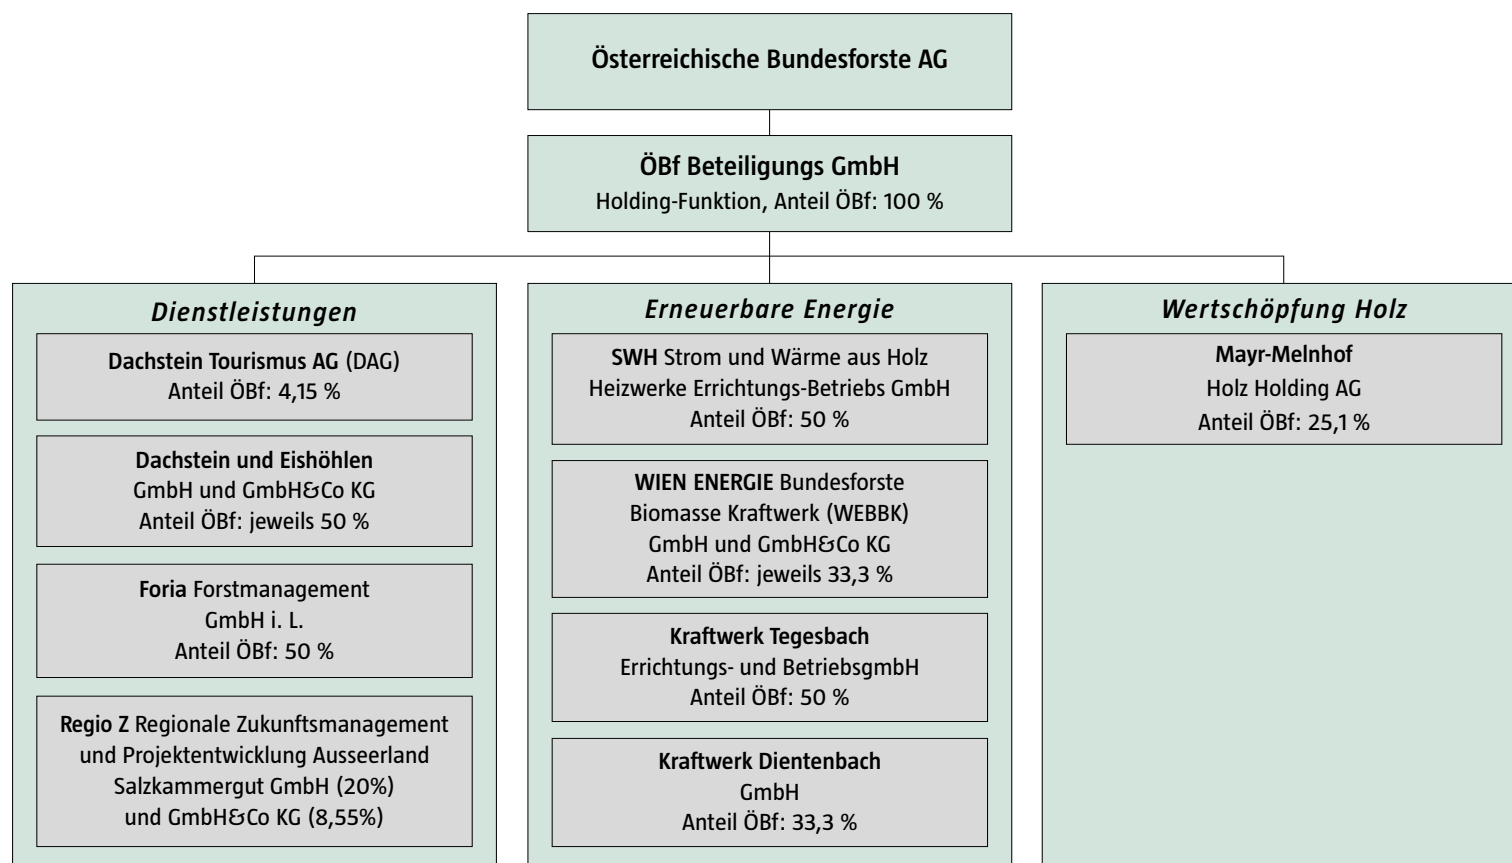 Österreichische Bundesforste AG
ÖBf Beteiligungs GmbH
Holding-Funktion, Anteil ÖBf: 100 %
Dienstleistungen
Dachstein Tourismus AG (DAG)
Anteil ÖBf: 4,15 %
Dachstein und Eishöhlen
GmbH und GmbH&Co KG
Anteil ÖBf: jeweils 50 %
Foria Forstmanagement
GmbH i. L.
Anteil ÖBf: 50 %
Regio Z Regionale Zukunftsmanagement
und Projektentwicklung Ausseerland
Salzkammergut GmbH (20%)
und GmbH&Co KG (8,55%)
Erneuerbare Energie
SWH Strom und Wärme aus Holz
Heizwerke Errichtungs-Betriebs GmbH
Anteil ÖBf: 50 %
WIEN ENERGIE Bundesforste
Biomasse Kraftwerk (WEBBK)
GmbH und GmbH&Co KG
Anteil ÖBf: jeweils 33,3 %
Kraftwerk Tegesbach
Errichtungs- und BetriebsgmbH
Anteil ÖBf: 50 %
Kraftwerk Dientenbach
GmbH
Anteil ÖBf: 33,3 %
Wertschöpfung Holz
Mayr-Melnhof
Holz Holding AG
Anteil ÖBf: 25,1 %